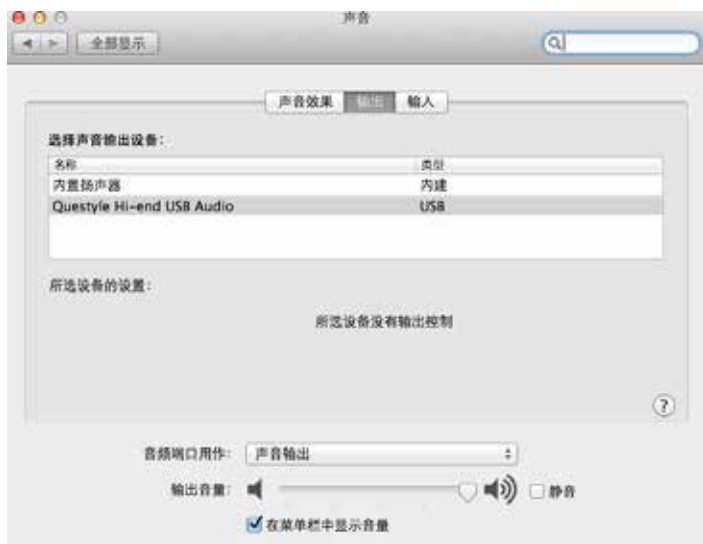 声音
全部显示
声音效果 输出 输入
选择声音输出设备：
名称 类型
内置扬声器 内建
Questyle Hi-end USB Audio USB
所选设备的设置：
所选设备没有输出控制
?
音频端口用作： 声音输出
输出音量： 静音
在菜单栏中显示音量